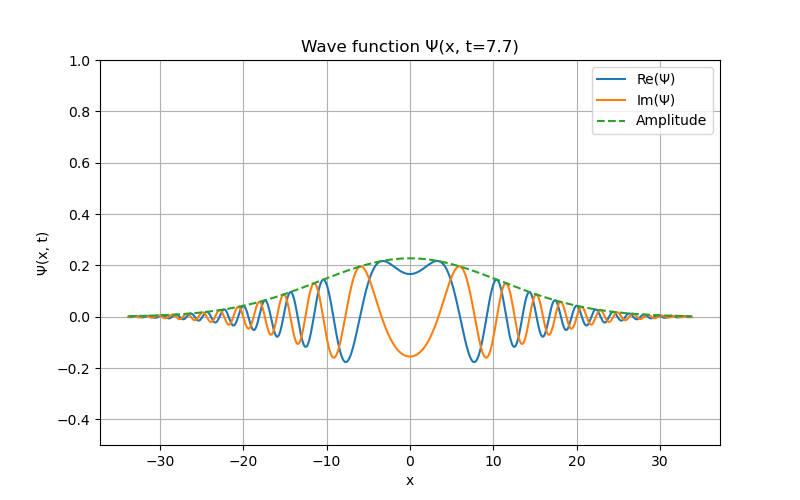 Wave function Ψ(x, t=7.7)
Re(Ψ)
Im(Ψ)
Amplitude
Ψ(x, t)
1.0
0.8
0.6
0.4
0.2
0.0
−0.2
−0.4
−30 −20 −10 0 10 20 30
x